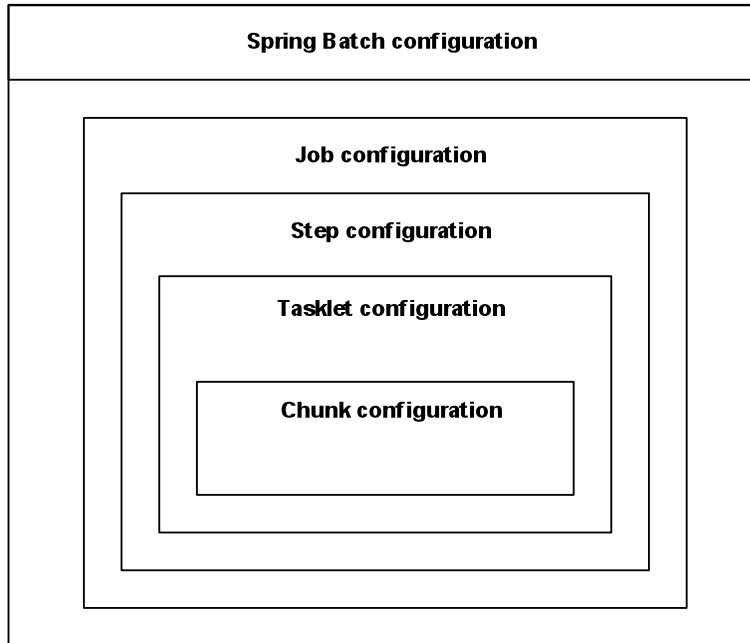 Spring Batch configuration
Job configuration
Step configuration
Tasklet configuration
Chunk configuration